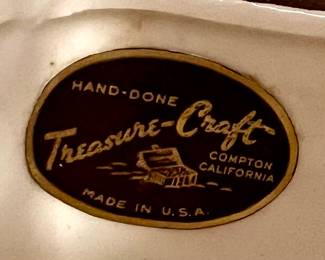 HAND-DONE
Treasure-Craft
COMPTON
CALIFORNIA
MADE IN U.S.A.